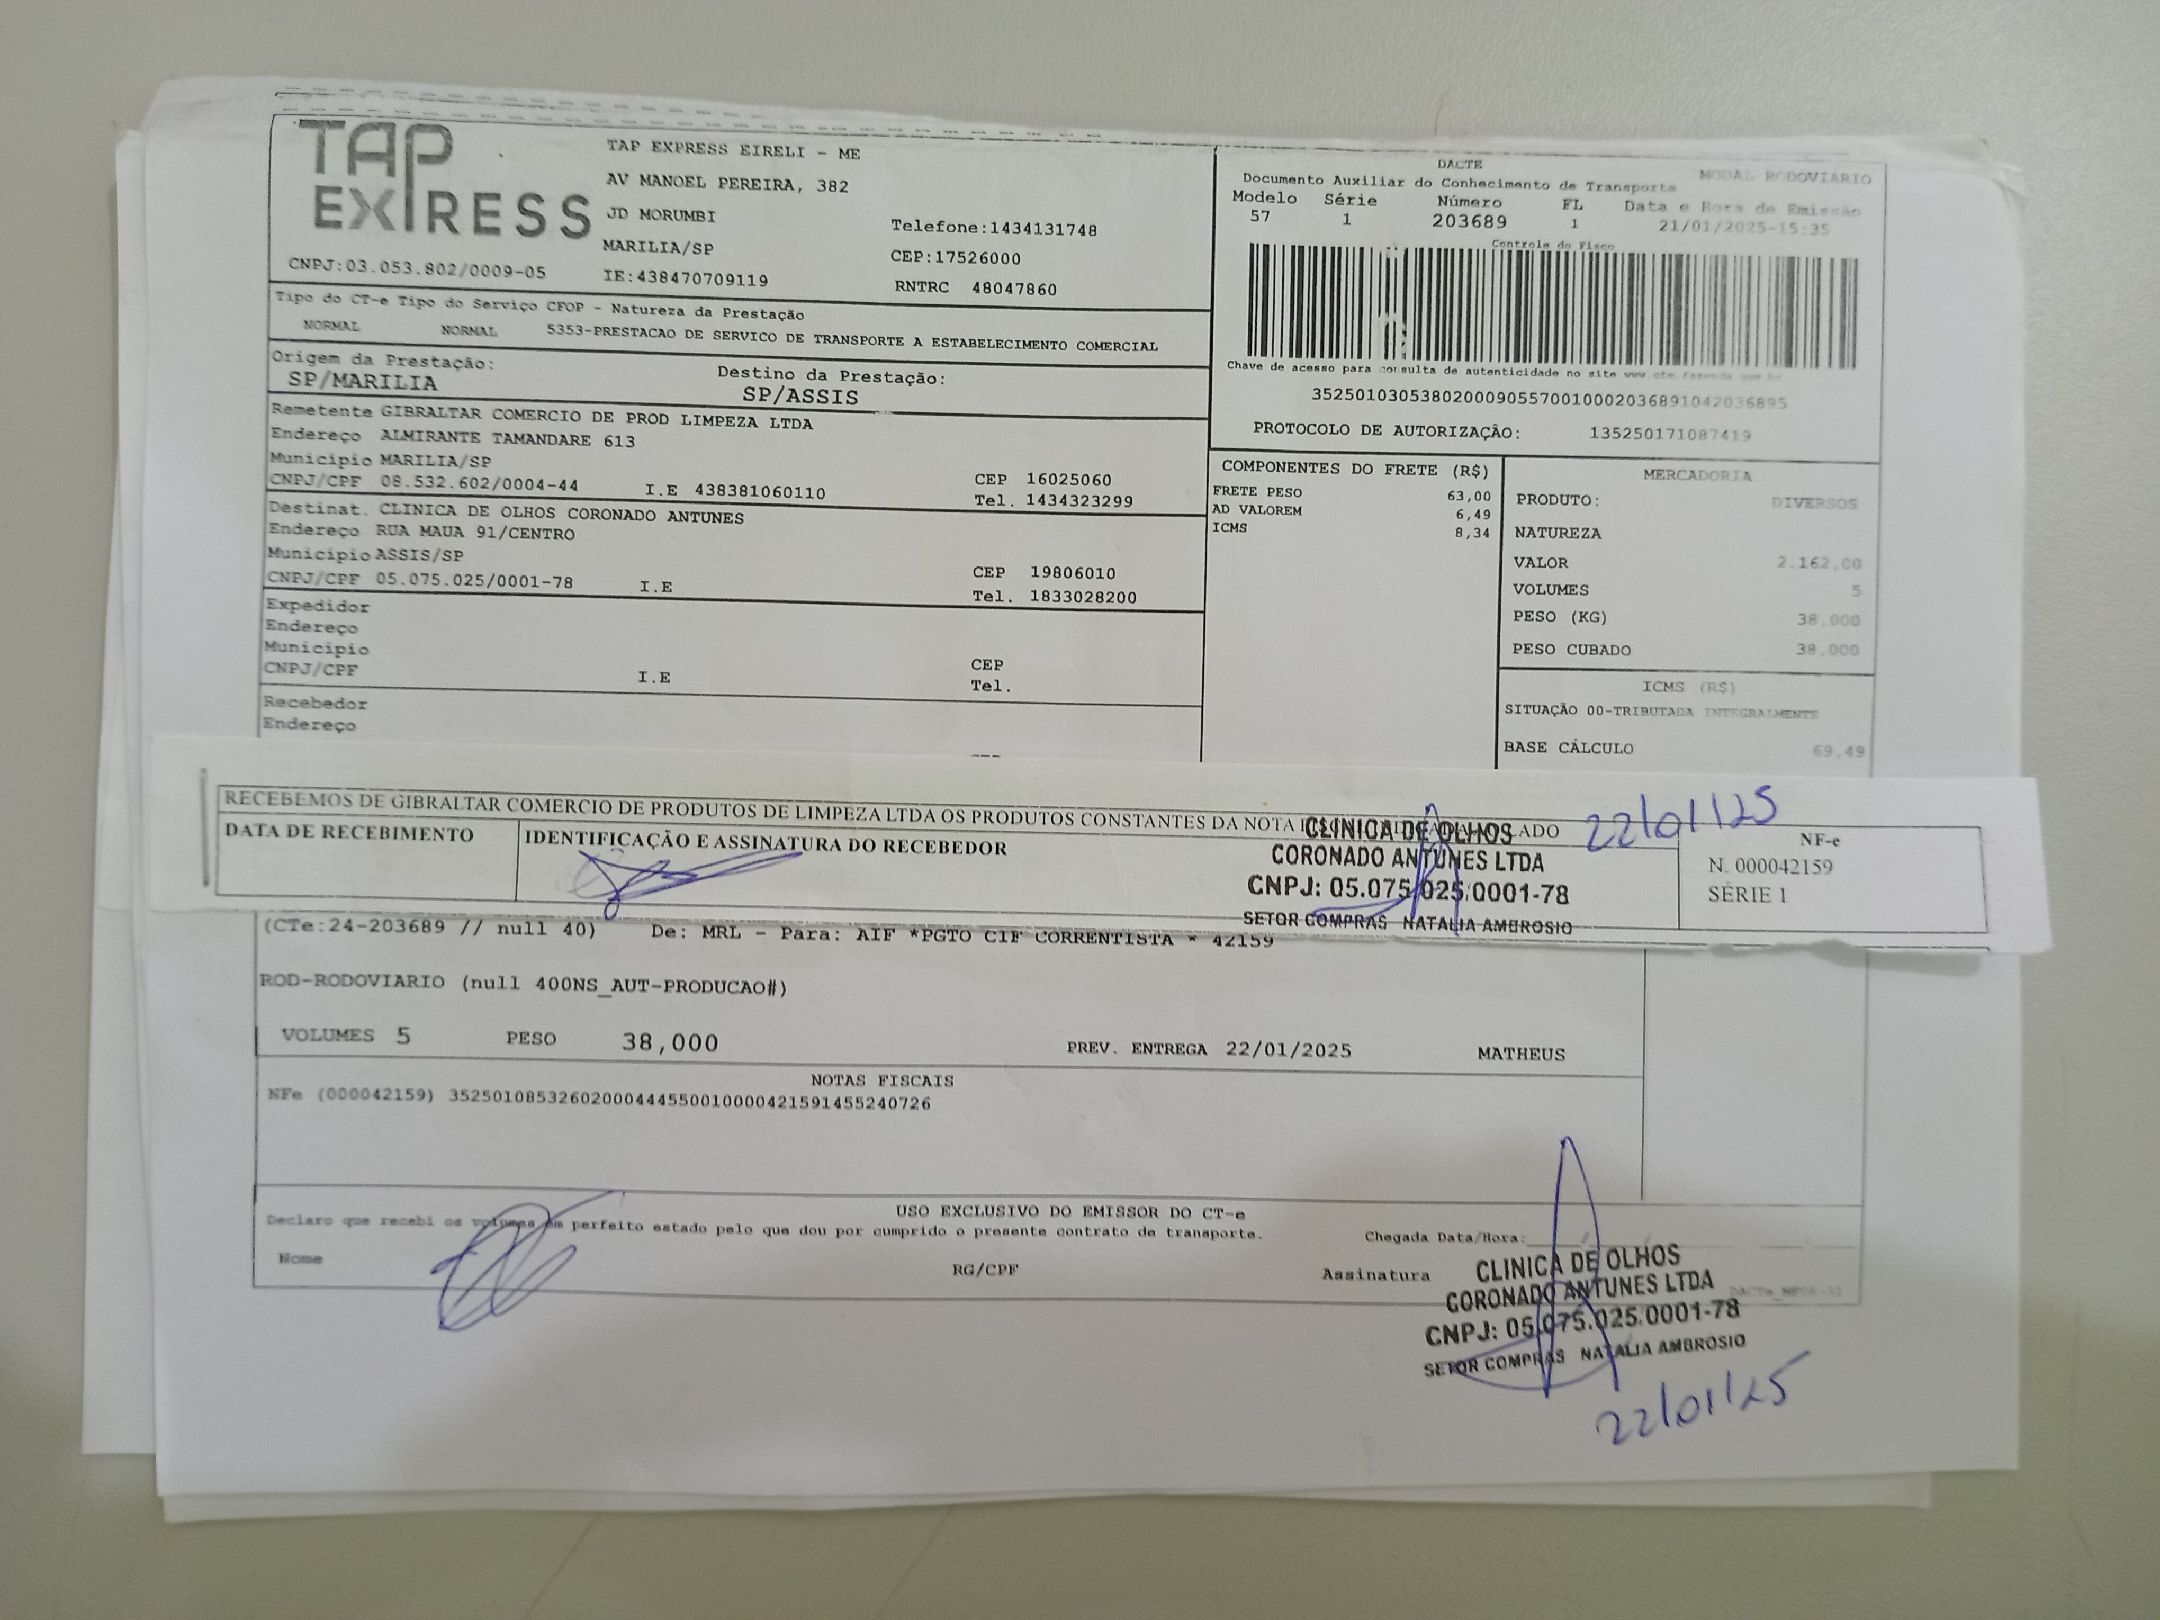 TAP EXPRESS
TAP EXPRESS EIRELI - ME
AV MANOEL PEREIRA, 382
JD MORUMBI
Telefone:1434131748
MARILIA/SP
CEP:17526000
CNPJ:03.053.802/0009-05
IE:438470709119
RNTRC 48047860
DACTE
MODAL RODOVIÁRIO
Documento Auxiliar do Conhecimento de Transporte
Modelo Série Número FL Data e Hora de Emissão
57 1 203689 1 21/01/2025-15:35
Controle do Fisco
Tipo do CT-e Tipo do Serviço CFOP - Natureza da Prestação
NORMAL NORMAL 5353-PRESTACAO DE SERVICO DE TRANSPORTE A ESTABELECIMENTO COMERCIAL
Origem da Prestação: Destino da Prestação:
SP/MARILIA SP/ASSIS
Chave de acesso para consulta de autenticidade no site www.cte.fazenda.gov.br
35250103053802000905570010002036891042036895
PROTOCOLO DE AUTORIZAÇÃO: 135250171087419
Remetente GIBRALTAR COMERCIO DE PROD LIMPEZA LTDA
Endereço ALMIRANTE TAMANDARE 613
Municipio MARILIA/SP CEP 16025060
CNPJ/CPF 08.532.602/0004-44 I.E 438381060110 Tel. 1434323299
Destinat. CLINICA DE OLHOS CORONADO ANTUNES
Endereço RUA MAUA 91/CENTRO
Municipio ASSIS/SP CEP 19806010
CNPJ/CPF 05.075.025/0001-78 I.E Tel. 1833028200
Expedidor
Endereço
Municipio CEP
CNPJ/CPF I.E Tel.
Recebedor
Endereço
COMPONENTES DO FRETE (R$)
FRETE PESO 63,00
AD VALOREM 6,49
ICMS 8,34
MERCADORIA
PRODUTO: DIVERSOS
NATUREZA
VALOR 2.162,00
VOLUMES 5
PESO (KG) 38.000
PESO CUBADO 38.000
ICMS (R$)
SITUAÇÃO 00-TRIBUTADA INTEGRALMENTE
BASE CÁLCULO 69.49
RECEBEMOS DE GIBRALTAR COMERCIO DE PRODUTOS DE LIMPEZA LTDA OS PRODUTOS CONSTANTES DA NOTA LADO
DATA DE RECEBIMENTO
IDENTIFICAÇÃO E ASSINATURA DO RECEBEDOR
CLINICA DE OLHOS
CORONADO ANTUNES LTDA
CNPJ: 05.075.025.0001-78
SETOR COMPRAS NATALIA AMBROSIO
22/01/25
NF-e
N. 000042159
SÉRIE 1
(CTe:24-203689 // null 40) De: MRL - Para: AIF *PGTO CIF CORRENTISTA * 42159
ROD-RODOVIARIO (null 400NS_AUT-PRODUCAO#)
VOLUMES 5 PESO 38,000 PREV. ENTREGA 22/01/2025 MATHEUS
NOTAS FISCAIS
NFe (000042159) 35250108532602000444550010000421591455240726
USO EXCLUSIVO DO EMISSOR DO CT-e
Declaro que recebi os volumes em perfeito estado pelo que dou por cumprido o presente contrato de transporte.
Chegada Data/Hora:
Nome RG/CPF Assinatura
CLINICA DE OLHOS
CORONADO ANTUNES LTDA
CNPJ: 05.075.025.0001-78
SETOR COMPRAS NATALIA AMBROSIO
22/01/25